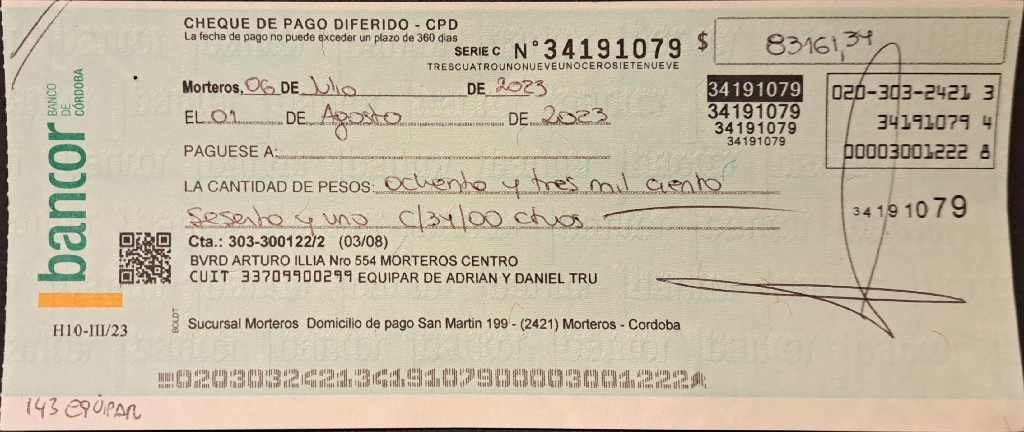 CHEQUE DE PAGO DIFERIDO - CPD
La fecha de pago no puede exceder un plazo de 360 dias
SERIE C N° 34191079 $ 83161,34
TRESCUATROUNONUEVEUNOCEROSIETENUEVE
bancor BANCO DE CÓRDOBA
Morteros, 06 DE Julio DE 2023
EL 01 DE Agosto DE 2023
34191079
34191079
34191079
34191079
020-303-2421 3
34191079 4
00003001222 8
PAGUESE A:
LA CANTIDAD DE PESOS: Ochenta y tres mil ciento
Sesenta y uno c/34/00 ctvos
34191079
Cta.: 303-300122/2 (03/08)
BVRD ARTURO ILLIA Nro 554 MORTEROS CENTRO
CUIT 33709900299 EQUIPAR DE ADRIAN Y DANIEL TRU
H10-III/23
BOLDT
Sucursal Morteros Domicilio de pago San Martin 199 - (2421) Morteros - Cordoba
02030324213419107900003001222
143 EQUIPAR